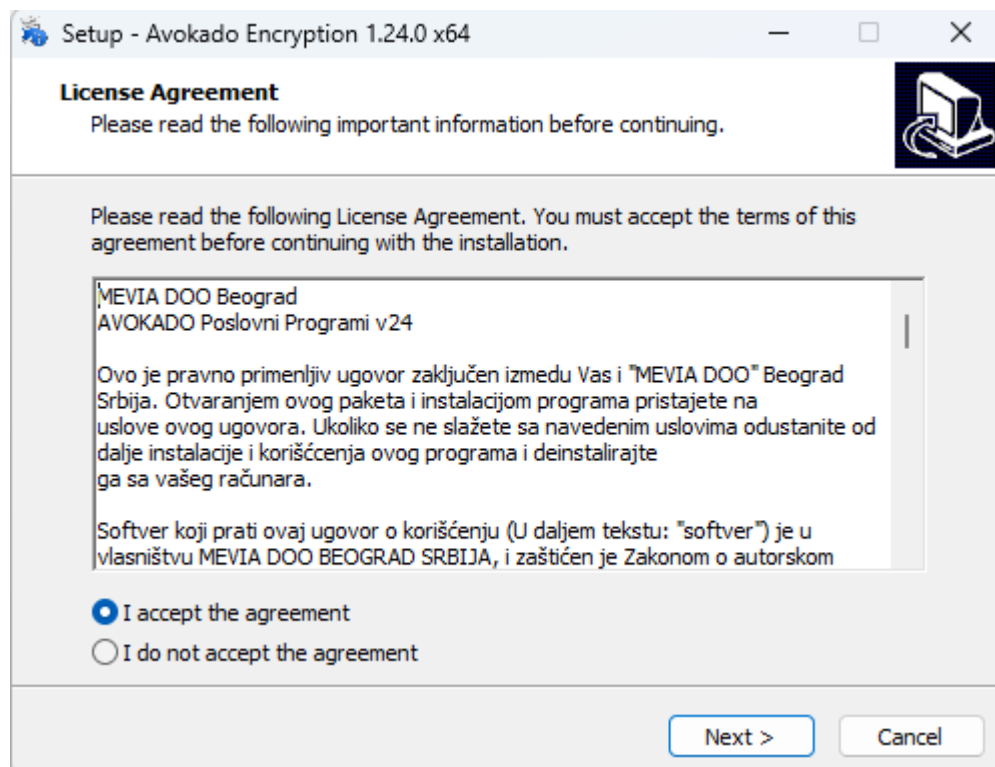 Setup - Avokado Encryption 1.24.0 x64
License Agreement
Please read the following important information before continuing.
Please read the following License Agreement. You must accept the terms of this
agreement before continuing with the installation.
MEVIA DOO Beograd
AVOKADO Poslovni Programi v24
Ovo je pravno primenljiv ugovor zaključen izmedu Vas i "MEVIA DOO" Beograd
Srbija. Otvaranjem ovog paketa i instalacijom programa pristajete na
uslove ovog ugovora. Ukoliko se ne slažete sa navedenim uslovima odustanite od
dalje instalacije i korišćcenja ovog programa i deinstalirajte
ga sa vašeg računara.
Softver koji prati ovaj ugovor o korišćenju (U daljem tekstu: "softver") je u
vlasništvu MEVIA DOO BEOGRAD SRBIJA, i zaštićen je Zakonom o autorskom
I accept the agreement
I do not accept the agreement
Next >
Cancel